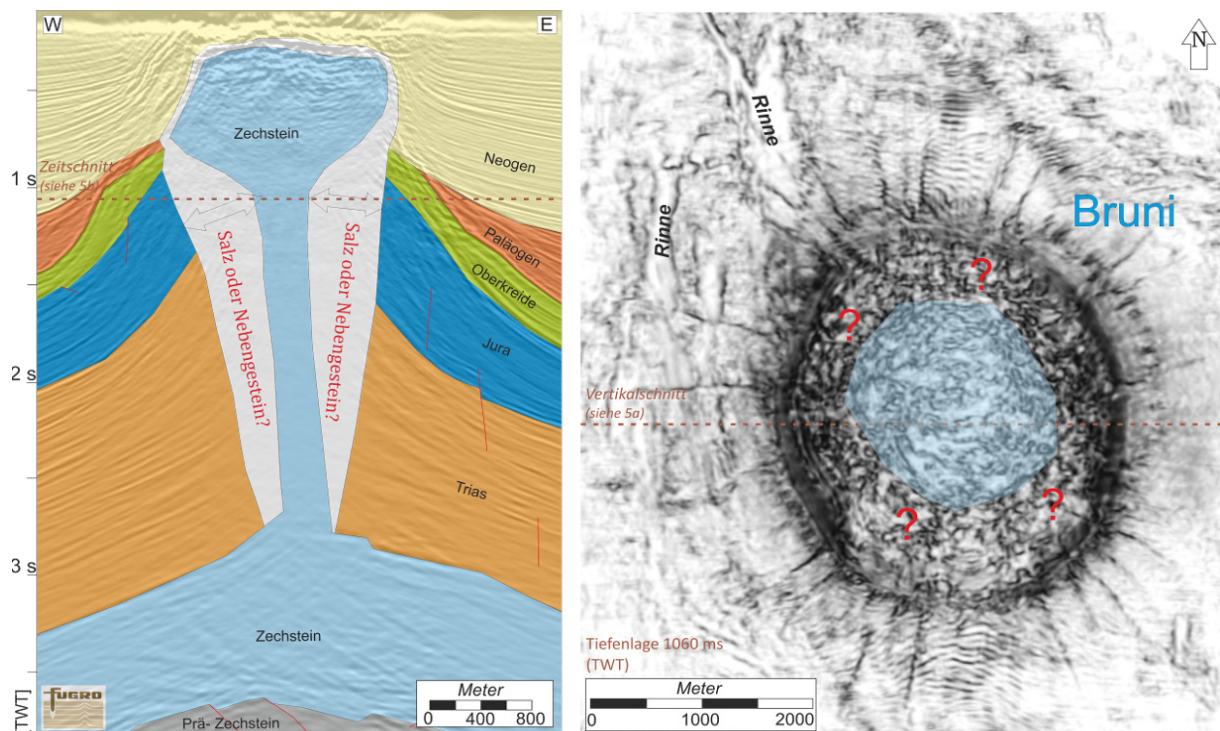 W
E
Zechstein
Neogen
Zeitschnitt
(siehe 5b)
1 s
Paläogen
Oberkreide
Salz oder Nebengestein?
Salz oder Nebengestein?
Jura
2 s
Trias
3 s
Zechstein
Meter
0 400 800
FUGRO
[TWT]
Prä- Zechstein
N
Rinne
Rinne
Bruni
?
?
Vertikalschnitt
(siehe 5a)
?
?
Tiefenlage 1060 ms
(TWT)
Meter
0 1000 2000